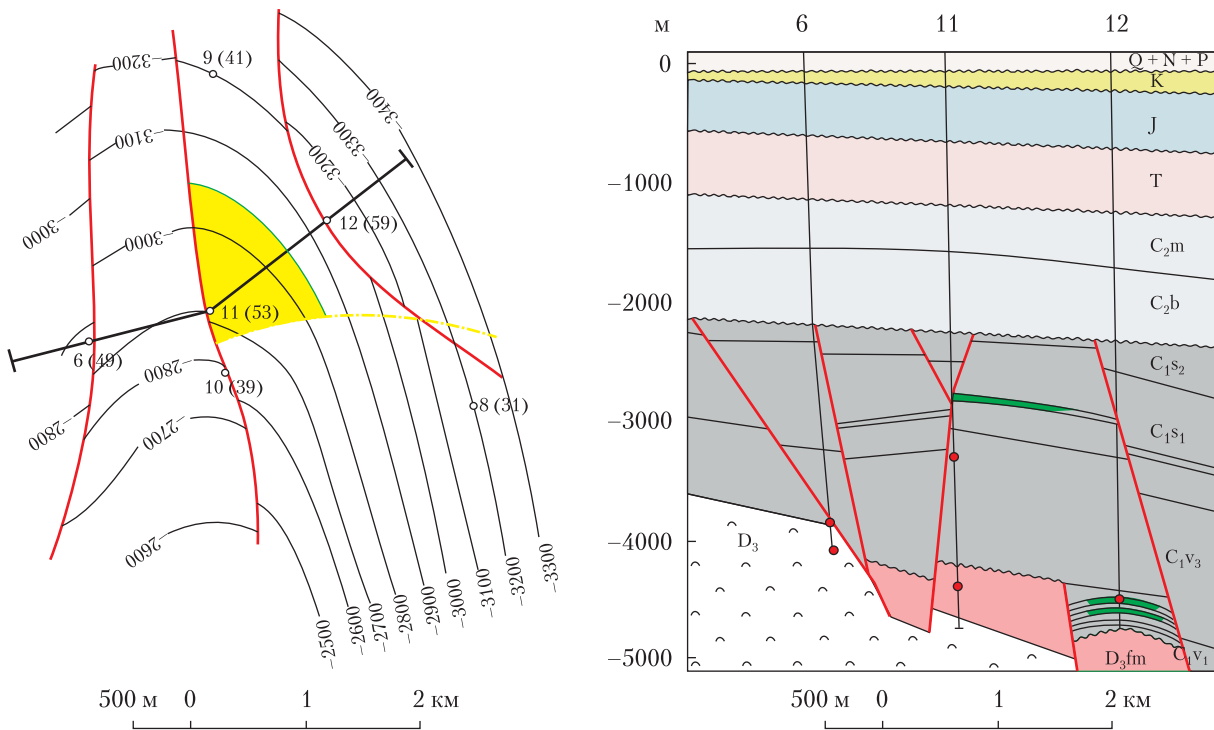 9 (41)
–3200
–3100
–3000
–3000
–2800
–2800
–2700
–2600
–3400
–3300
–3200
12 (59)
11 (53)
6 (49)
10 (39)
8 (31)
–2500
–2600
–2700
–2800
–2900
–3000
–3100
–3200
–3300
500 м 0 1 2 км
м 6 11 12
0
–1000
–2000
–3000
–4000
–5000
Q + N + P
K
J
T
C₂m
C₂b
C₁s₂
C₁s₁
C₁v₃
D₃
D₃fm
C₁v₁
500 м 0 1 2 км